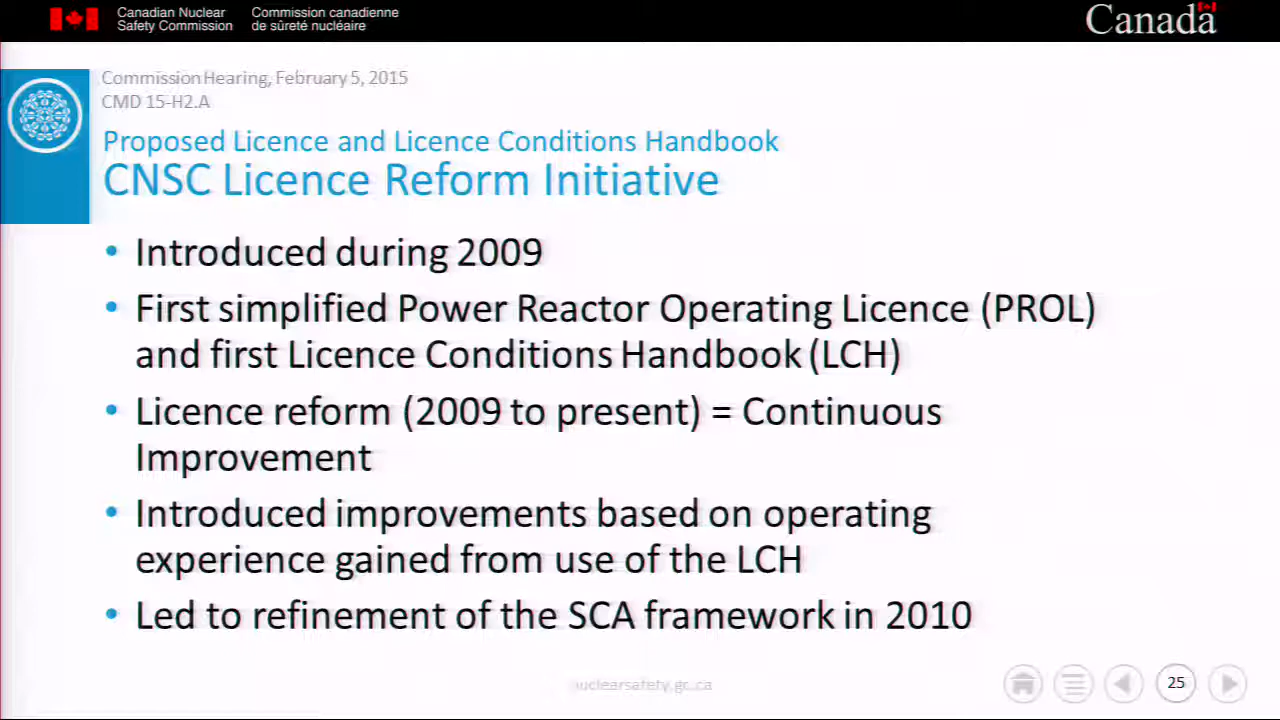 Canadian Nuclear Safety Commission
Commission canadienne de sûreté nucléaire
Canada
Commission Hearing, February 5, 2015
CMD 15-H2.A
Proposed Licence and Licence Conditions Handbook
CNSC Licence Reform Initiative
• Introduced during 2009
• First simplified Power Reactor Operating Licence (PROL)
and first Licence Conditions Handbook (LCH)
• Licence reform (2009 to present) = Continuous
Improvement
• Introduced improvements based on operating
experience gained from use of the LCH
• Led to refinement of the SCA framework in 2010
nuclearsafety.gc.ca
25